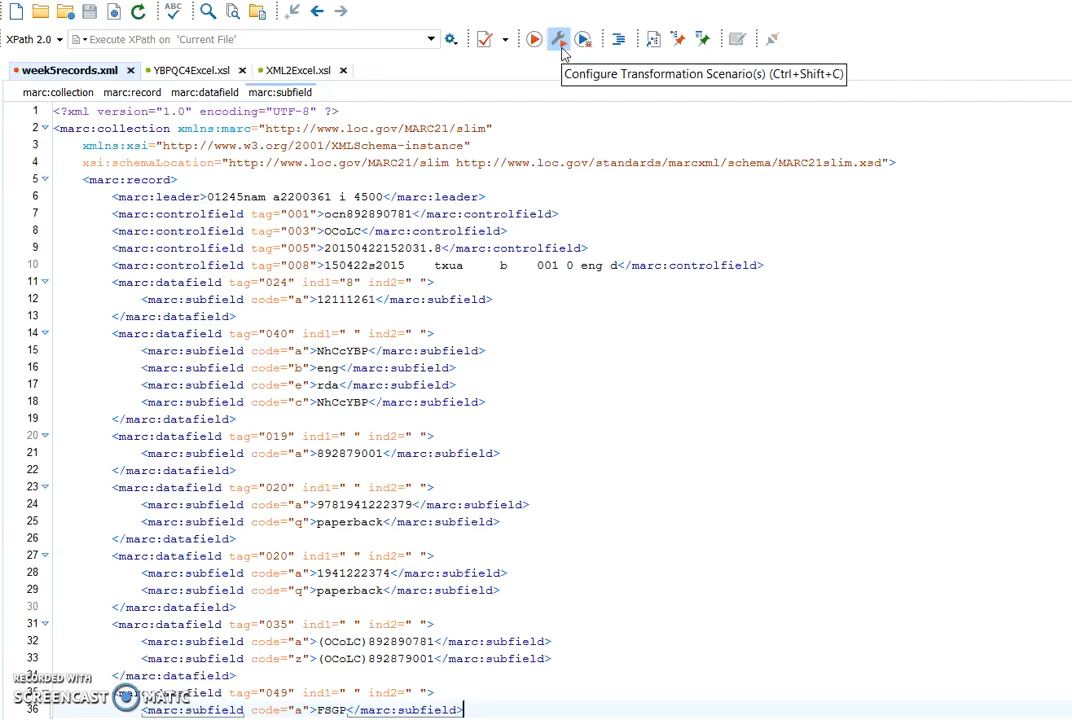 ABC
XPath 2.0 Execute XPath on 'Current File'
Configure Transformation Scenario(s) (Ctrl+Shift+C)
week5records.xml YBPQC4Excel.xsl XML2Excel.xsl
marc:collection marc:record marc:datafield marc:subfield
1 <?xml version="1.0" encoding="UTF-8" ?>
2 <marc:collection xmlns:marc="http://www.loc.gov/MARC21/slim"
3 xmlns:xsi="http://www.w3.org/2001/XMLSchema-instance"
4 xsi:schemaLocation="http://www.loc.gov/MARC21/slim http://www.loc.gov/standards/marcxml/schema/MARC21slim.xsd">
5 <marc:record>
6 <marc:leader>01245nam a2200361 i 4500</marc:leader>
7 <marc:controlfield tag="001">ocn892890781</marc:controlfield>
8 <marc:controlfield tag="003">OCoLC</marc:controlfield>
9 <marc:controlfield tag="005">20150422152031.8</marc:controlfield>
10 <marc:controlfield tag="008">150422s2015    txua     b    001 0 eng d</marc:controlfield>
11 <marc:datafield tag="024" ind1="8" ind2=" ">
12 <marc:subfield code="a">12111261</marc:subfield>
13 </marc:datafield>
14 <marc:datafield tag="040" ind1=" " ind2=" ">
15 <marc:subfield code="a">NhCcYBP</marc:subfield>
16 <marc:subfield code="b">eng</marc:subfield>
17 <marc:subfield code="e">rda</marc:subfield>
18 <marc:subfield code="c">NhCcYBP</marc:subfield>
19 </marc:datafield>
20 <marc:datafield tag="019" ind1=" " ind2=" ">
21 <marc:subfield code="a">892879001</marc:subfield>
22 </marc:datafield>
23 <marc:datafield tag="020" ind1=" " ind2=" ">
24 <marc:subfield code="a">9781941222379</marc:subfield>
25 <marc:subfield code="q">paperback</marc:subfield>
26 </marc:datafield>
27 <marc:datafield tag="020" ind1=" " ind2=" ">
28 <marc:subfield code="a">1941222374</marc:subfield>
29 <marc:subfield code="q">paperback</marc:subfield>
30 </marc:datafield>
31 <marc:datafield tag="035" ind1=" " ind2=" ">
32 <marc:subfield code="a">(OCoLC)892890781</marc:subfield>
33 <marc:subfield code="z">(OCoLC)892879001</marc:subfield>
34 </marc:datafield>
RECORDED WITH
35 <marc:datafield tag="049" ind1=" " ind2=" ">
SCREENCAST MATIC
36 <marc:subfield code="a">FSGP</marc:subfield>